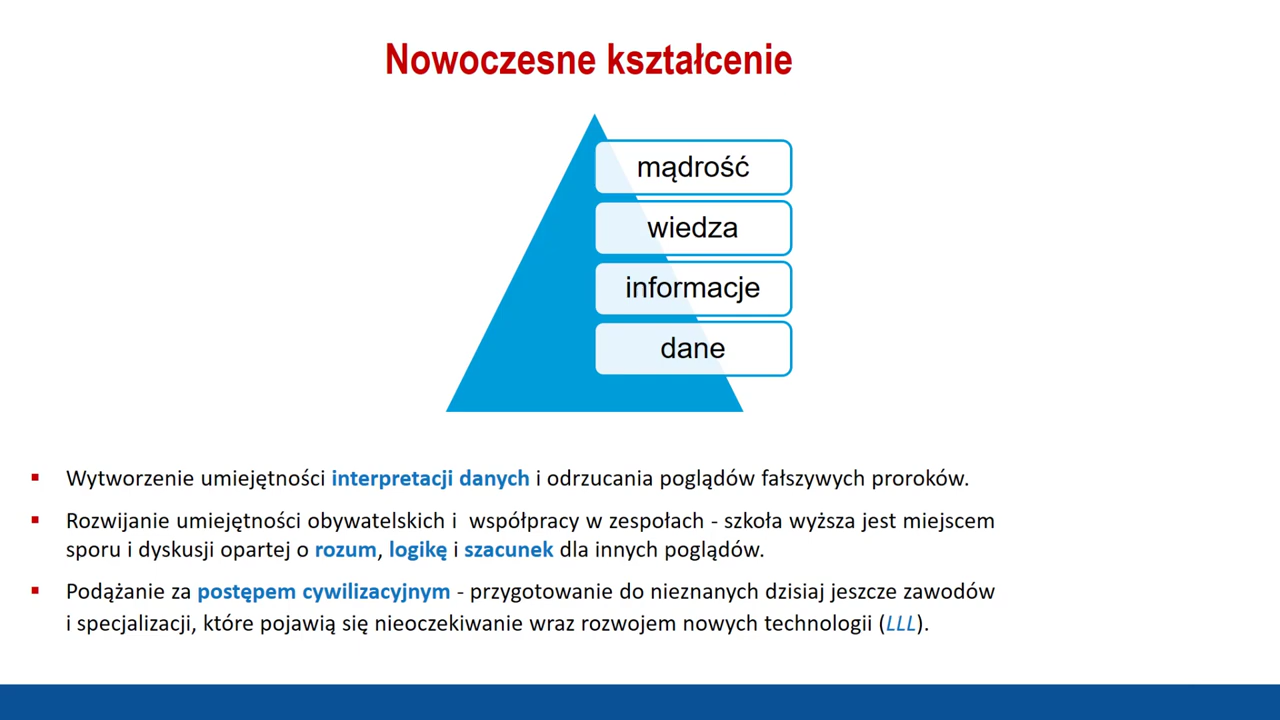 Nowoczesne kształcenie
mądrość
wiedza
informacje
dane
▪ Wytworzenie umiejętności interpretacji danych i odrzucania poglądów fałszywych proroków.
▪ Rozwijanie umiejętności obywatelskich i  współpracy w zespołach - szkoła wyższa jest miejscem
sporu i dyskusji opartej o rozum, logikę i szacunek dla innych poglądów.
▪ Podążanie za postępem cywilizacyjnym - przygotowanie do nieznanych dzisiaj jeszcze zawodów
i specjalizacji, które pojawią się nieoczekiwanie wraz rozwojem nowych technologii (LLL).